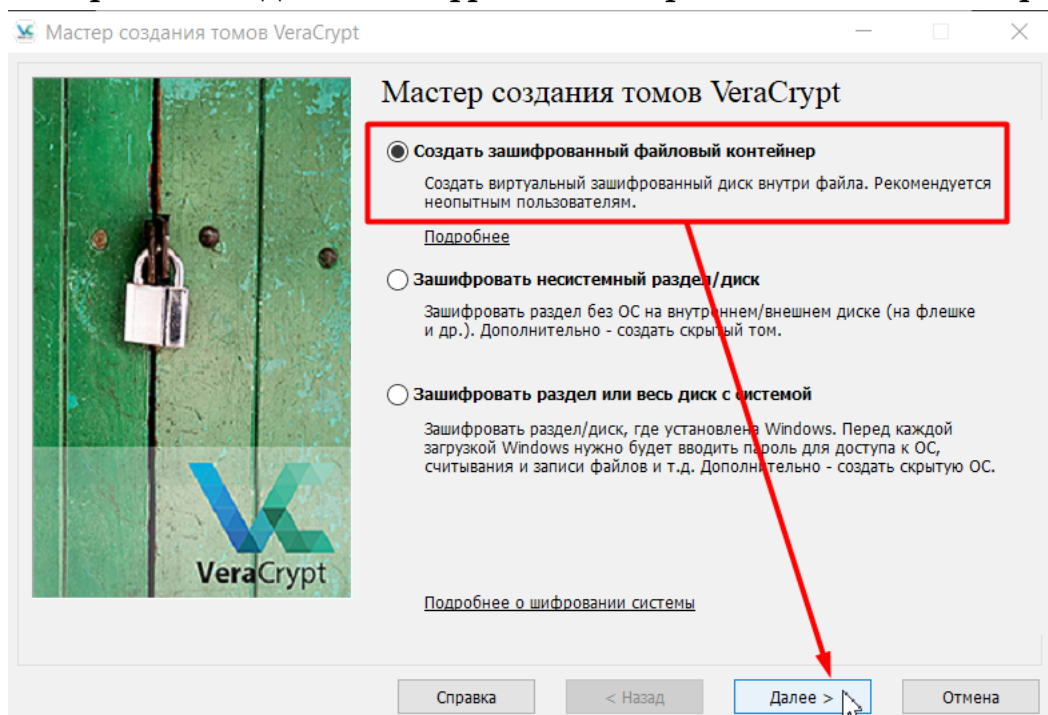 Мастер создания томов VeraCrypt
Мастер создания томов VeraCrypt
Создать зашифрованный файловый контейнер
Создать виртуальный зашифрованный диск внутри файла. Рекомендуется
неопытным пользователям.
Подробнее
Зашифровать несистемный раздел/диск
Зашифровать раздел без ОС на внутреннем/внешнем диске (на флешке
и др.). Дополнительно - создать скрытый том.
Зашифровать раздел или весь диск с системой
Зашифровать раздел/диск, где установлена Windows. Перед каждой
загрузкой Windows нужно будет вводить пароль для доступа к ОС,
считывания и записи файлов и т.д. Дополнительно - создать скрытую ОС.
VeraCrypt
Подробнее о шифровании системы
Справка
< Назад
Далее >
Отмена